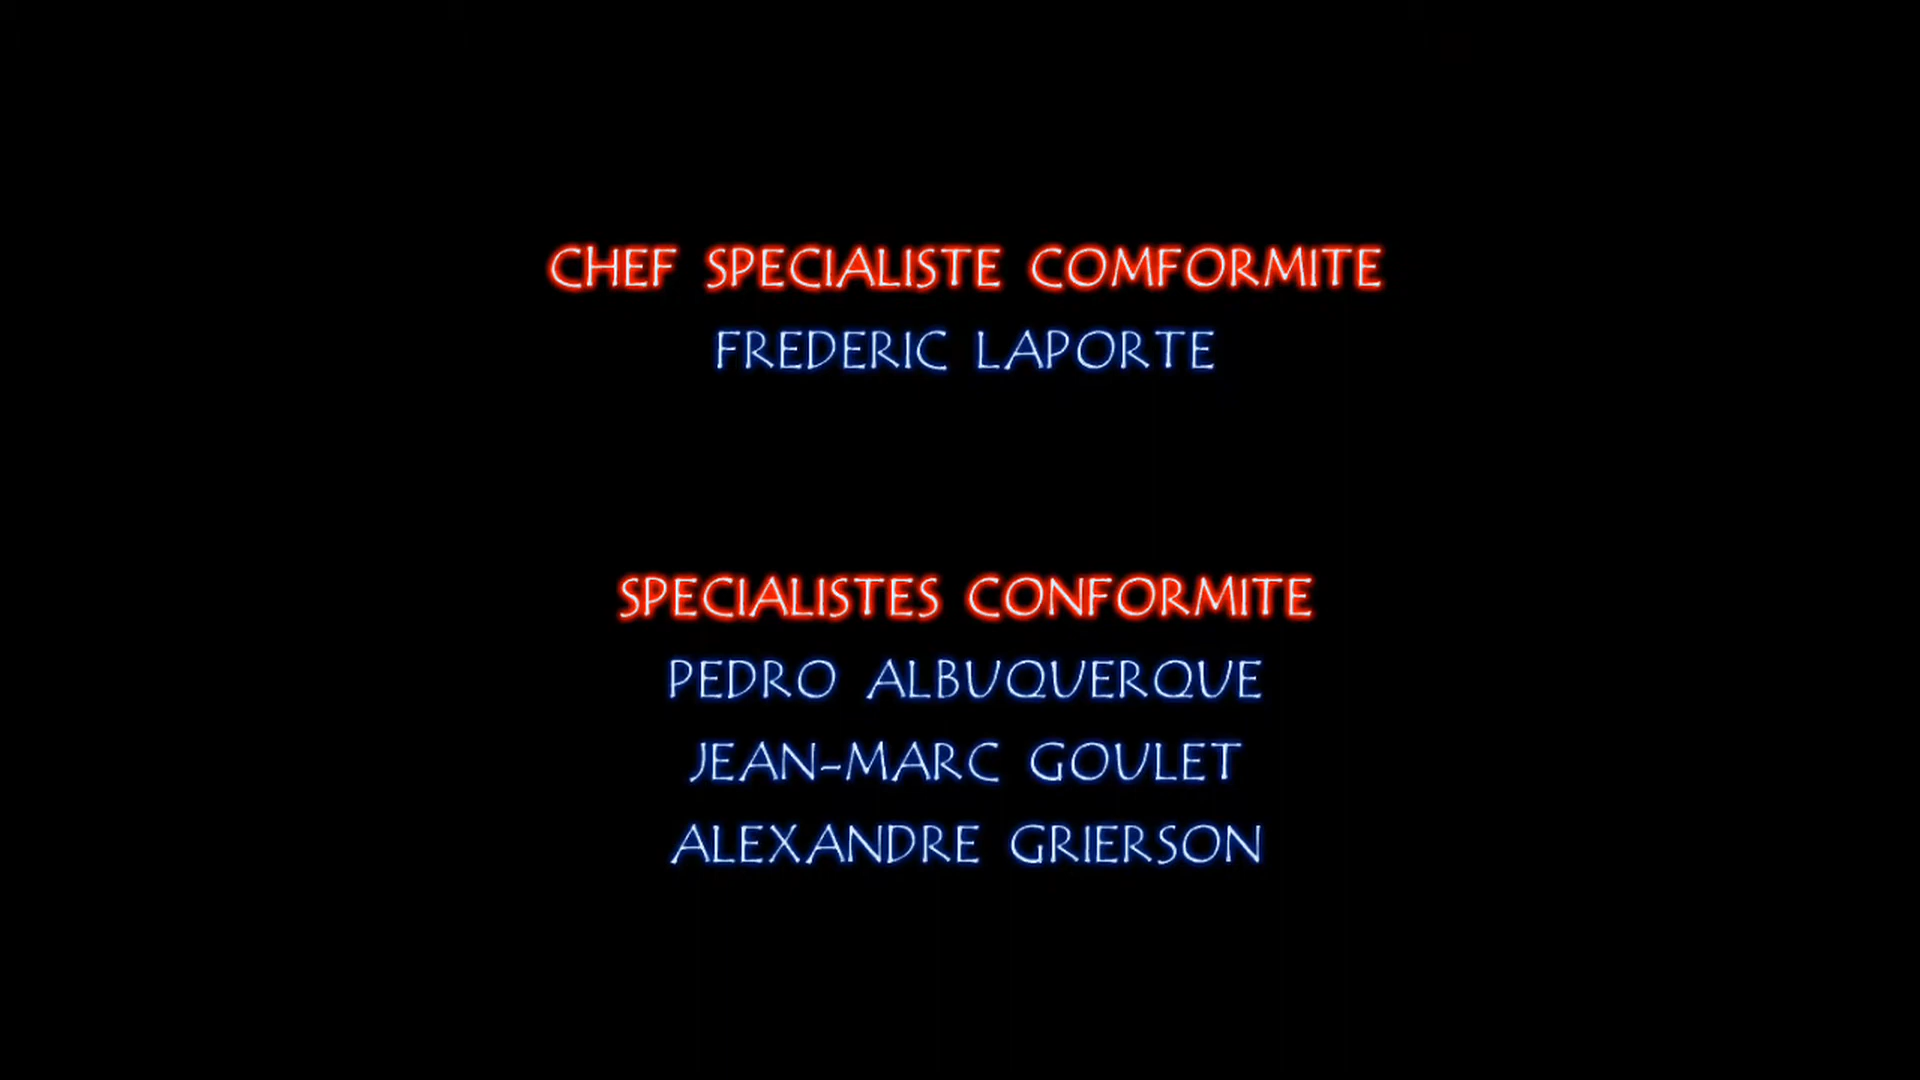 CHEF SPECIALISTE COMFORMITE
FREDERIC LAPORTE
SPECIALISTES CONFORMITE
PEDRO ALBUQUERQUE
JEAN-MARC GOULET
ALEXANDRE GRIERSON